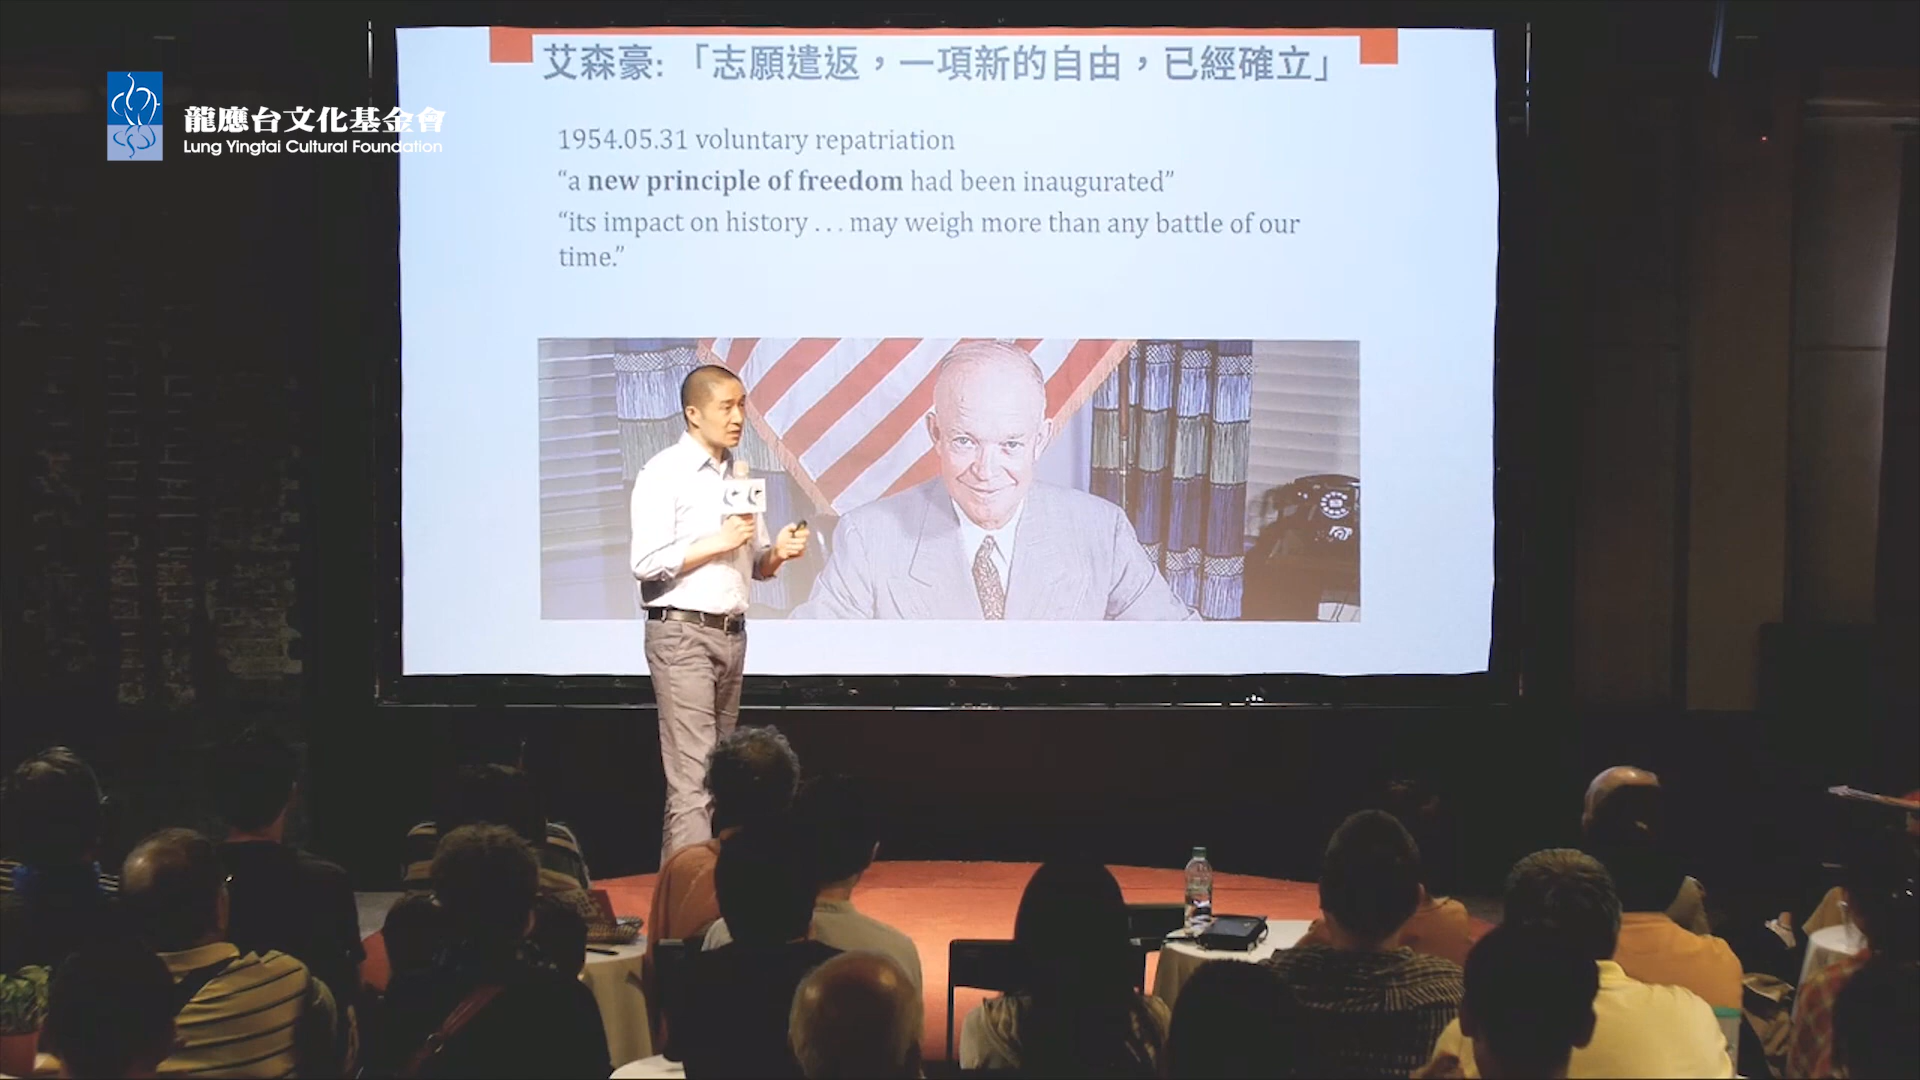 艾森豪:「志願遣返，一項新的自由，已經確立」
龍應台文化基金會
Lung Yingtai Cultural Foundation
1954.05.31 voluntary repatriation
“a new principle of freedom had been inaugurated”
“its impact on history . . . may weigh more than any battle of our
time.”